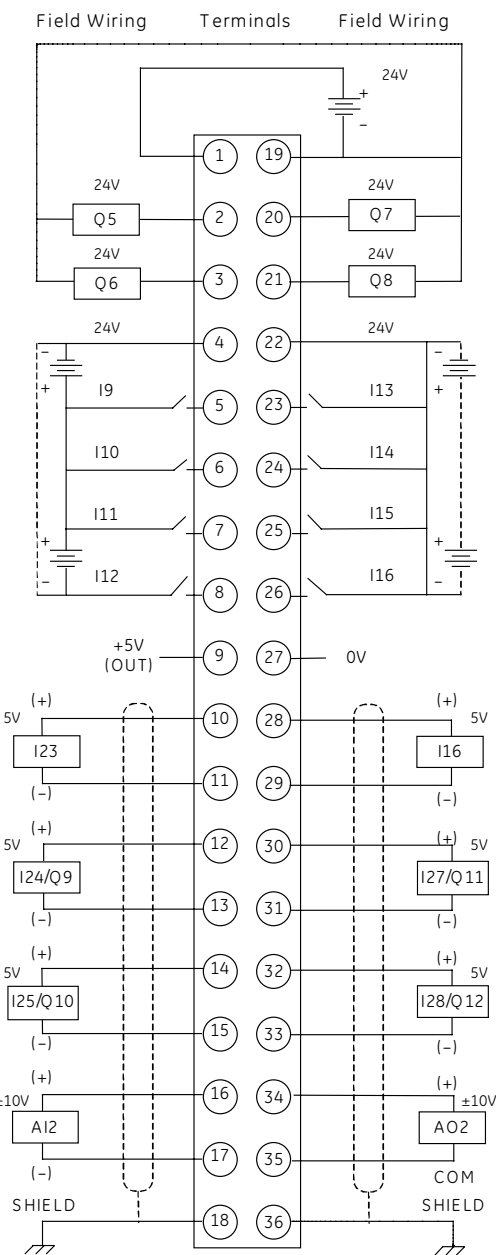 Field Wiring Terminals Field Wiring
24V
+
–
1 19
24V 24V
Q5 2 20 Q7
24V 24V
Q6 3 21 Q8
24V 4 22 24V
– –
+ +
I9 5 23 I13
I10 6 24 I14
I11 7 25 I15
+ +
– –
I12 8 26 I16
+5V
(OUT) 9 27 0V
(+) 10 28 (+)
5V 5V
I23 I16
(–) 11 29 (–)
(+) 12 30 (+)
5V 5V
I24/Q9 I27/Q11
(–) 13 31 (–)
(+) 14 32 (+)
5V 5V
I25/Q10 I28/Q12
(–) 15 33 (–)
(+) 16 34 (+)
±10V ±10V
AI2 AO2
(–) 17 35 COM
SHIELD 18 36 SHIELD